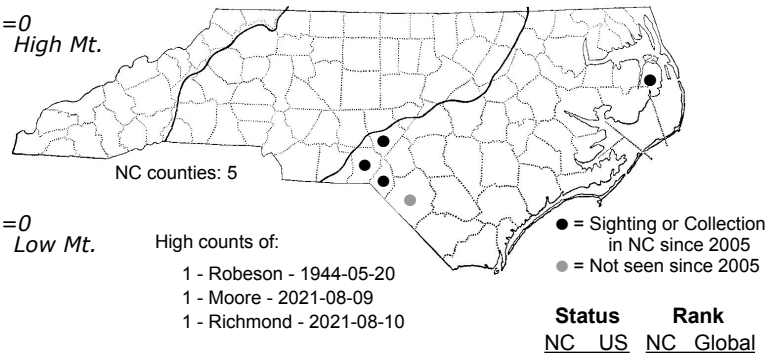 =0
High Mt.
NC counties: 5
=0
Low Mt.
High counts of:
1 - Robeson - 1944-05-20
1 - Moore - 2021-08-09
1 - Richmond - 2021-08-10
= Sighting or Collection
in NC since 2005
= Not seen since 2005
Status Rank
NC US NC Global